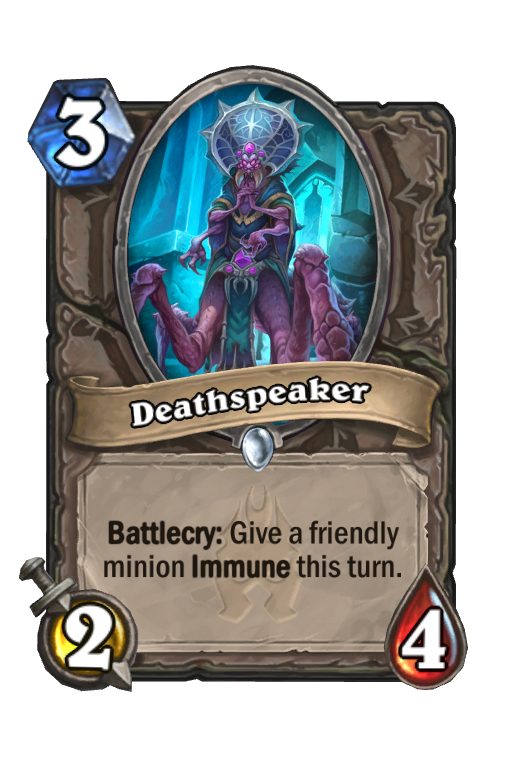 3
Deathspeaker
Battlecry: Give a friendly
minion Immune this turn.
2
4